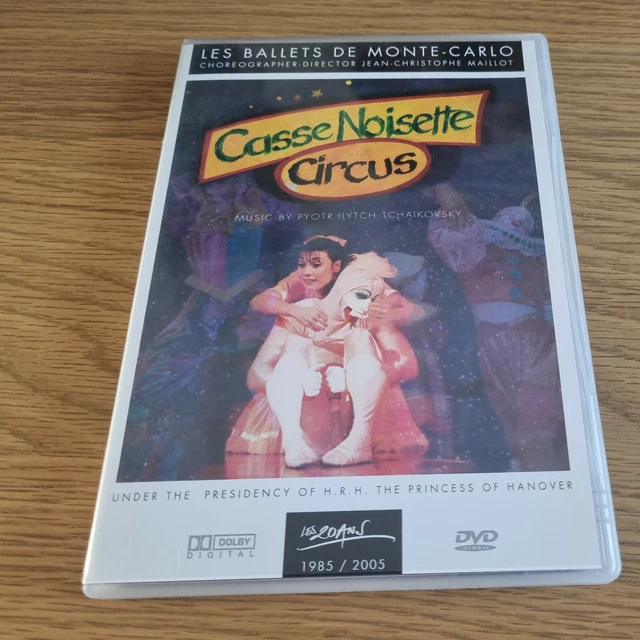 LES BALLETS DE MONTE-CARLO
CHOREOGRAPHER-DIRECTOR JEAN-CHRISTOPHE MAILLOT
Casse Noisette
Circus
MUSIC BY PYOTR ILYTCH TCHAIKOVSKY
UNDER THE PRESIDENCY OF H.R.H. THE PRINCESS OF HANOVER
DOLBY
DIGITAL
LES 20 ANS
1985 / 2005
DVD
VIDEO